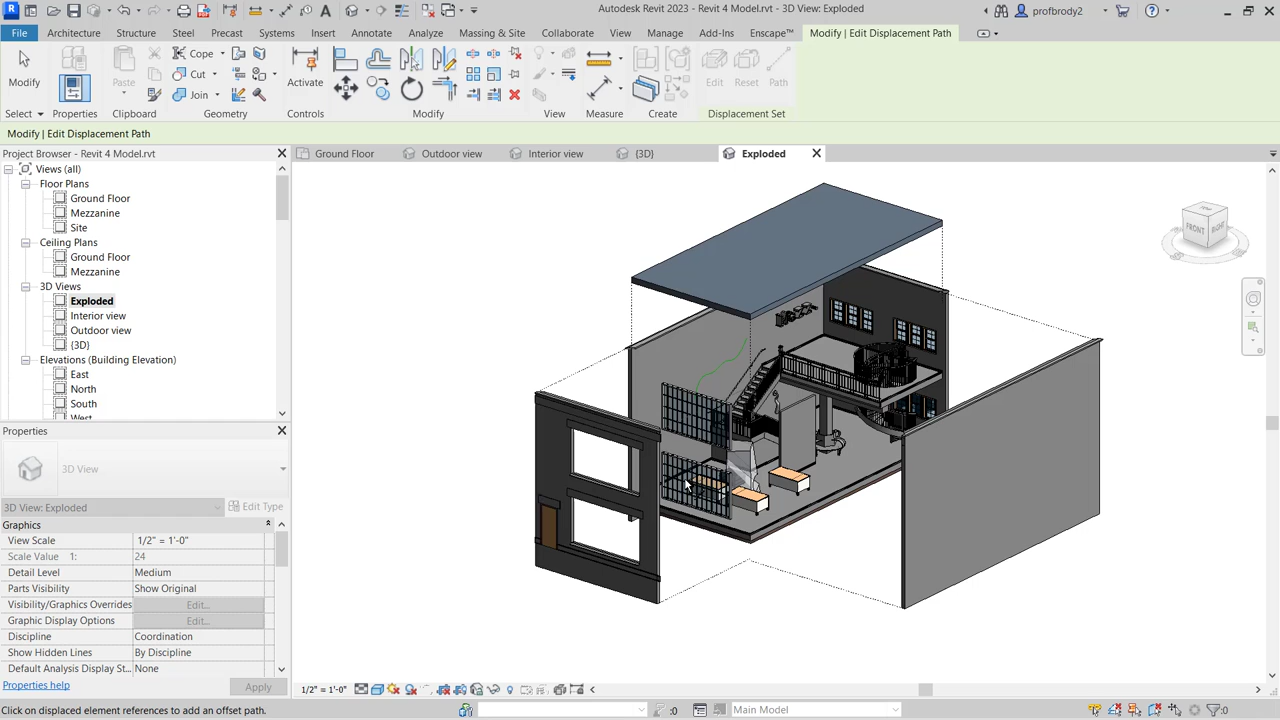 Autodesk Revit 2023 - Revit 4 Model.rvt - 3D View: Exploded
profbrody2
File
Architecture
Structure
Steel
Precast
Systems
Insert
Annotate
Analyze
Massing & Site
Collaborate
View
Manage
Add-Ins
Enscape™
Modify | Edit Displacement Path
Modify
Paste
Cope
Cut
Join
Activate
Edit
Reset
Path
Select
Properties
Clipboard
Geometry
Controls
Modify
View
Measure
Create
Displacement Set
Modify | Edit Displacement Path
Project Browser - Revit 4 Model.rvt
Ground Floor
Outdoor view
Interior view
{3D}
Exploded
Views (all)
Floor Plans
Ground Floor
Mezzanine
Site
Ceiling Plans
Ground Floor
Mezzanine
3D Views
Exploded
Interior view
Outdoor view
{3D}
Elevations (Building Elevation)
East
North
South
West
FRONT
RIGHT
Properties
3D View
3D View: Exploded
Edit Type
Graphics
View Scale 1/2" = 1'-0"
Scale Value 1: 24
Detail Level Medium
Parts Visibility Show Original
Visibility/Graphics Overrides Edit...
Graphic Display Options Edit...
Discipline Coordination
Show Hidden Lines By Discipline
Default Analysis Display St... None
Properties help
Apply
1/2" = 1'-0"
Click on displaced element references to add an offset path.
:0
Main Model
:0